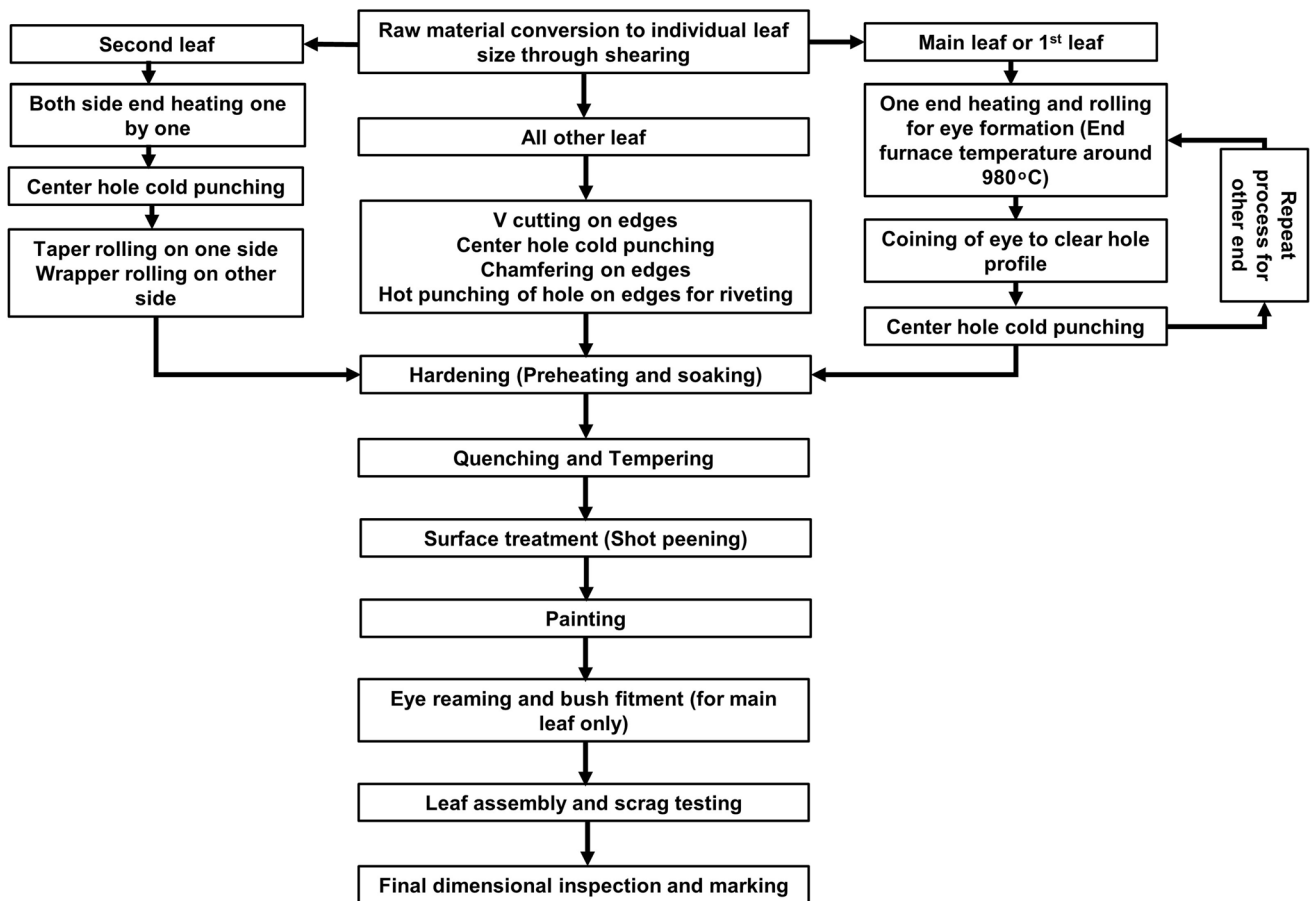 Raw material conversion to individual leaf
size through shearing
Second leaf
Both side end heating one
by one
Center hole cold punching
Taper rolling on one side
Wrapper rolling on other
side
All other leaf
V cutting on edges
Center hole cold punching
Chamfering on edges
Hot punching of hole on edges for riveting
Main leaf or 1st leaf
One end heating and rolling
for eye formation (End
furnace temperature around
980°C)
Coining of eye to clear hole
profile
Center hole cold punching
Repeat
process for
other end
Hardening (Preheating and soaking)
Quenching and Tempering
Surface treatment (Shot peening)
Painting
Eye reaming and bush fitment (for main
leaf only)
Leaf assembly and scrag testing
Final dimensional inspection and marking